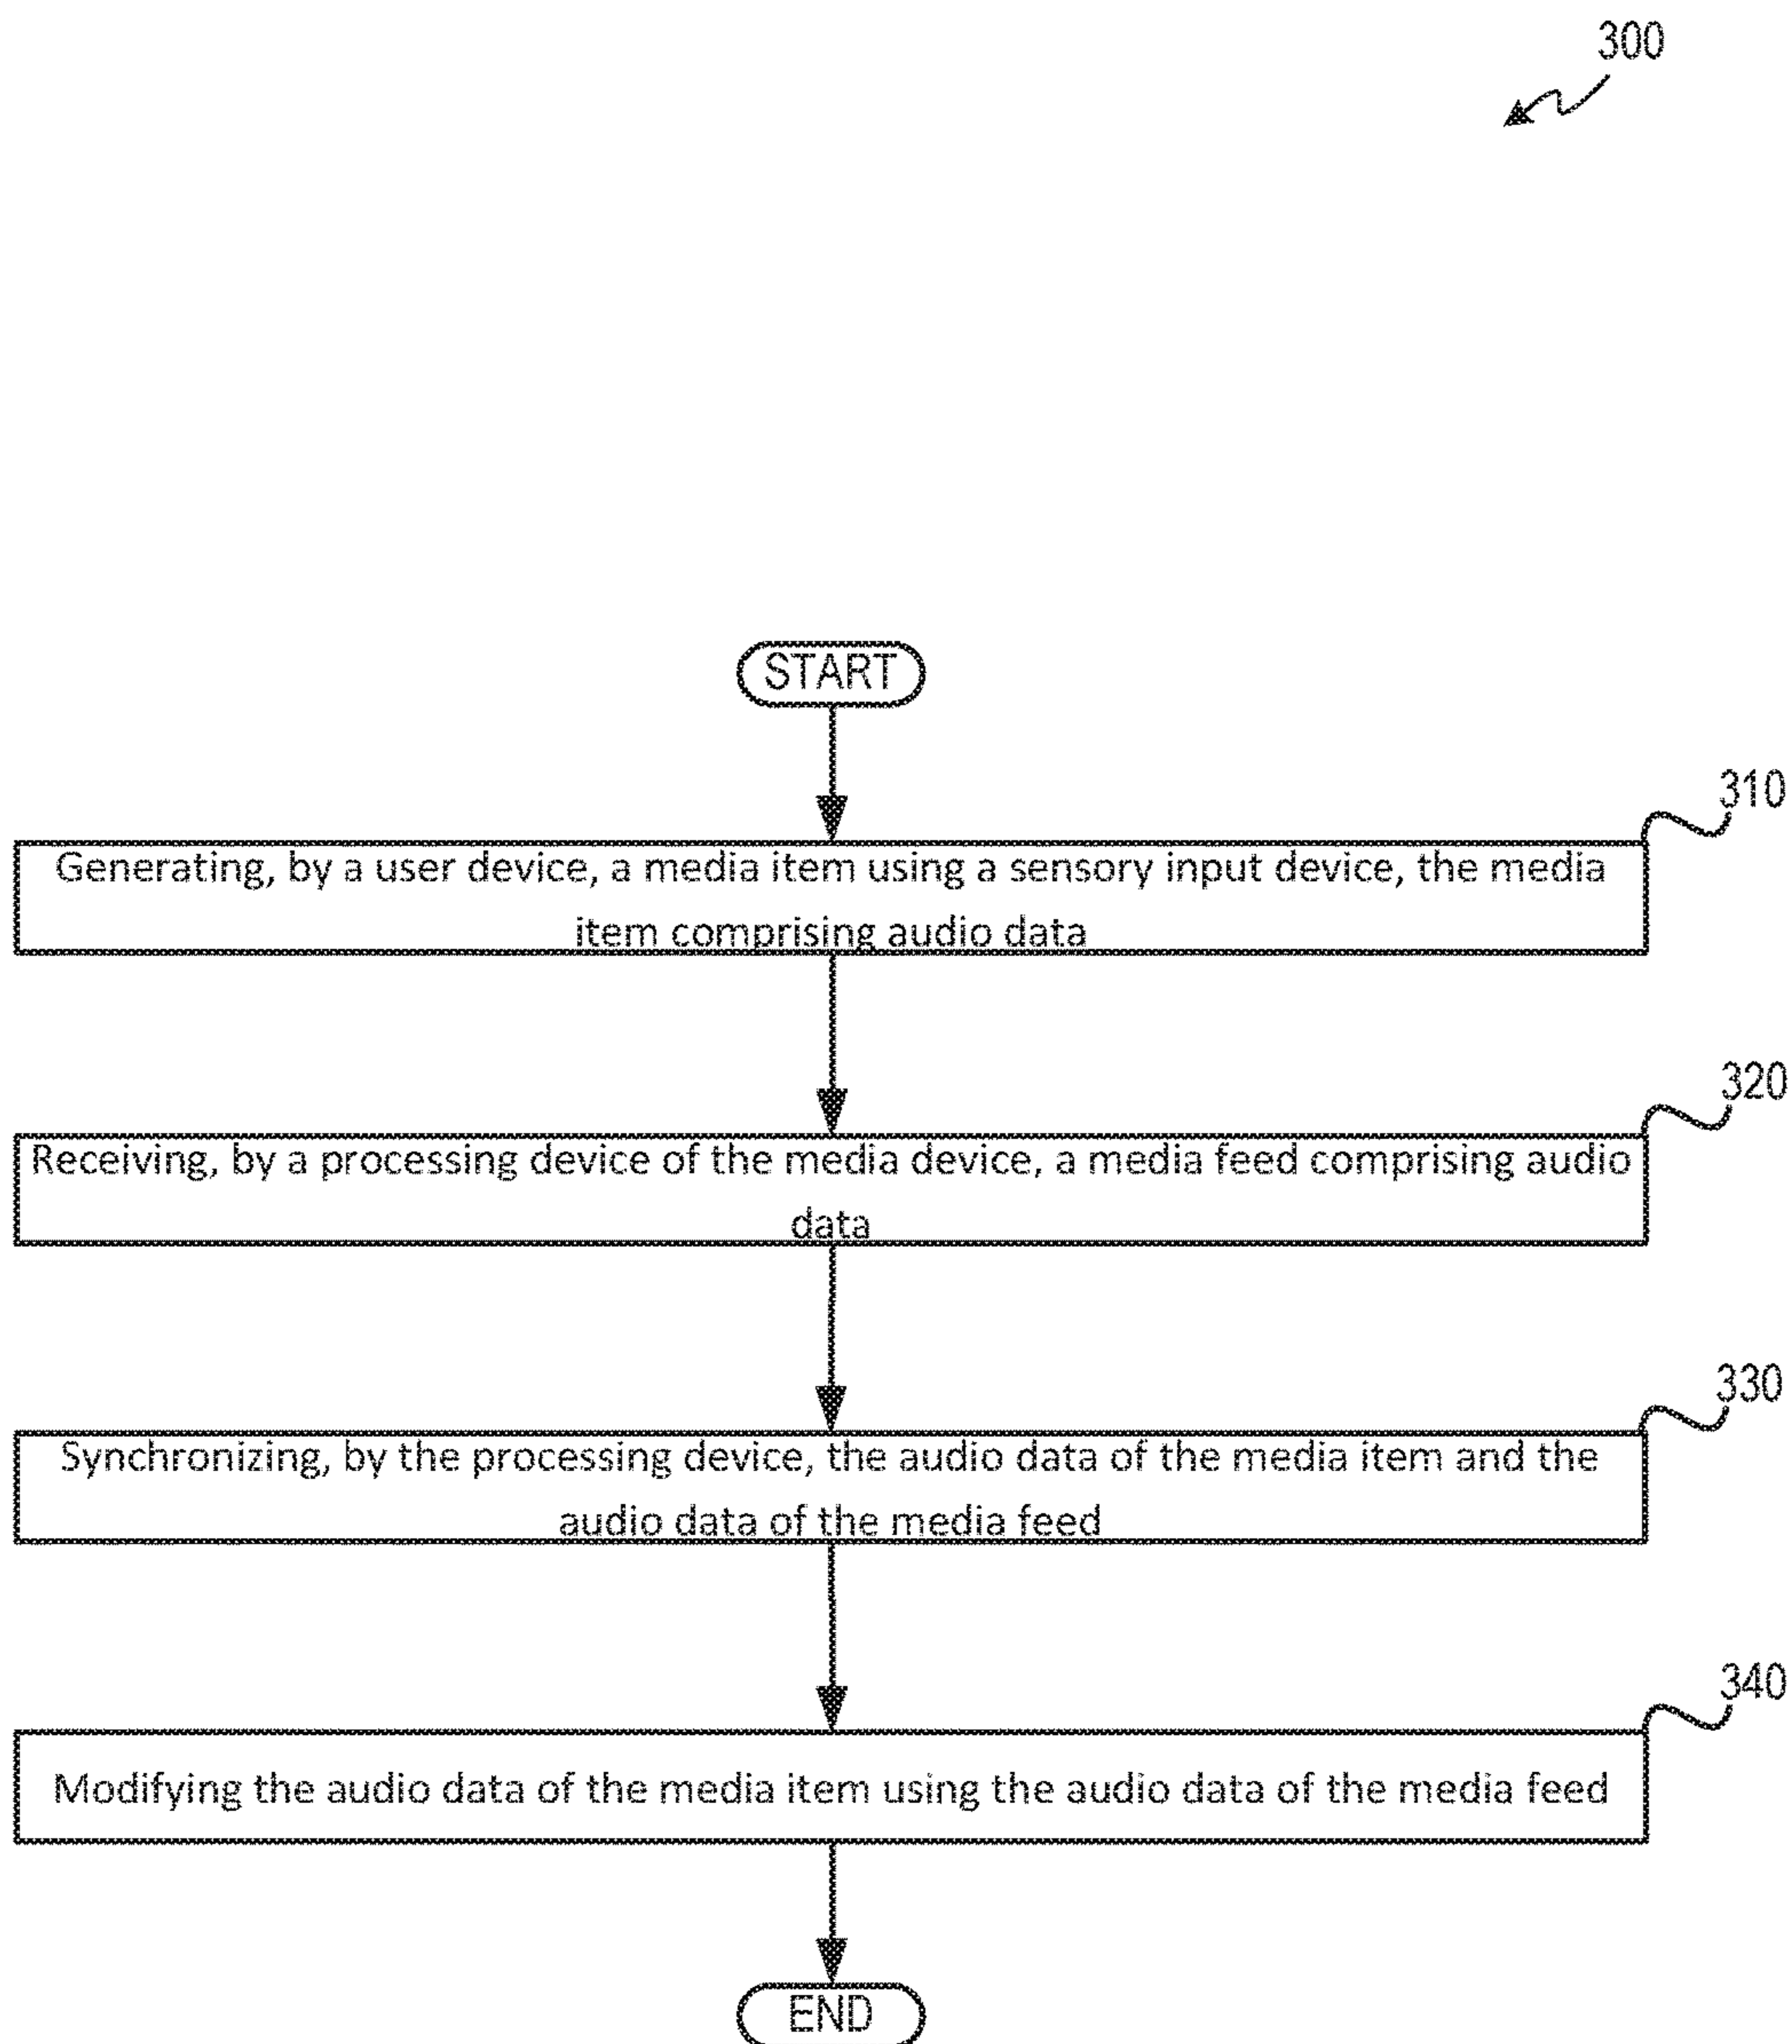 300
START
310
Generating, by a user device, a media item using a sensory input device, the media
item comprising audio data
320
Receiving, by a processing device of the media device, a media feed comprising audio
data
330
Synchronizing, by the processing device, the audio data of the media item and the
audio data of the media feed
340
Modifying the audio data of the media item using the audio data of the media feed
END